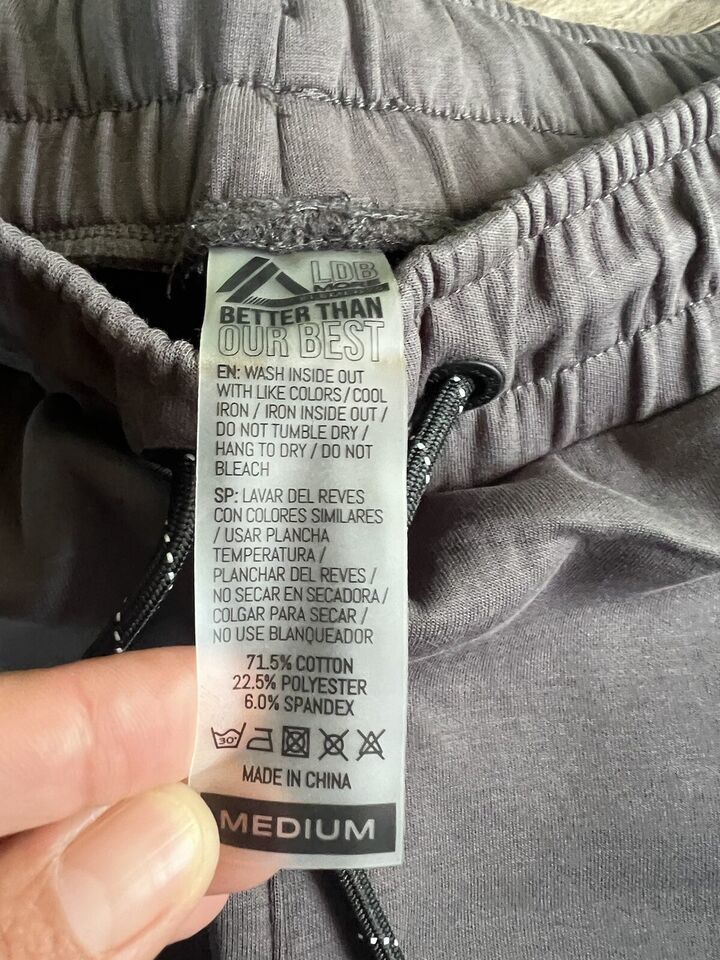 LDB
BETTER THAN
OUR BEST
EN: WASH INSIDE OUT
WITH LIKE COLORS / COOL
IRON / IRON INSIDE OUT /
DO NOT TUMBLE DRY /
HANG TO DRY / DO NOT
BLEACH
SP: LAVAR DEL REVES
CON COLORES SIMILARES
/ USAR PLANCHA
TEMPERATURA /
PLANCHAR DEL REVES /
NO SECAR EN SECADORA /
COLGAR PARA SECAR /
NO USE BLANQUEADOR
71.5% COTTON
22.5% POLYESTER
6.0% SPANDEX
30°
MADE IN CHINA
MEDIUM